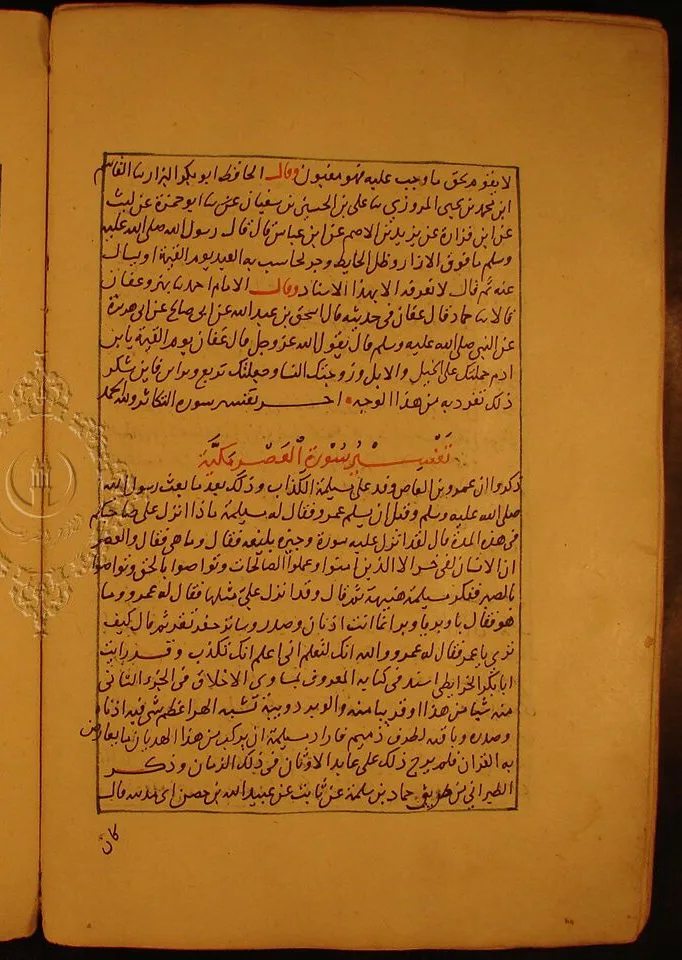 لا يقوم بحق ما وجب عليه فهو مغبون وقال الحافظ ابو بكر البزار ثنا القاسم
ابن محمد بن يحيى المروزي ثنا علي بن الحسين بن سفيان عن ثنا ابو حمزة عن ليث
عن ابن فزارة عن يزيد بن الاصم عن ابن عباس قال قال رسول الله صلى الله عليه
وسلم ما فوق الازار وظل الحايط وجر يحاسب به العبد يوم القيمة او يسال
عنه ثم قال لا نعرفه الا بهذا الاسناد وقال الامام احمد ثنا بهز وعفان
قالا ثنا حماد قال عفان في حديثه قال اسحق بن عبد الله عن ابي صالح عن ابي هريرة
عن النبي صلى الله عليه وسلم قال يقول الله عز وجل قال عفان يوم القيمة يابن
ادم حملتك على الخيل والابل وزوجتك النسا وجعلتك تربع وتراس فاين شكر
ذلك تفرد به من هذا الوجه اخر تفسير سورة التكاثر ولله الحمد
تفسير سورة العصر مكية
ذكروا ان عمرو بن العاص وفد على مسيلمة الكذاب وذلك بعد ما بعث رسول الله
صلى الله عليه وسلم وقبل ان يسلم عمرو فقال له مسيلمة ماذا انزل على صاحبكم
في هذه المدة قال لقد انزل عليه سورة وجيزة بليغة فقال وما هي فقال والعصر
ان الانسان لفي خسر الا الذين امنوا وعملوا الصالحات وتواصوا بالحق وتواصوا
بالصبر ففكر مسيلمة هنيهة ثم قال وقد انزل علي مثلها فقال له عمرو وما
هو فقال يا وبر يا وبر انما انت اذنان وصدر وسائرك حفر نقر ثم قال كيف
ترى يا عمرو فقال له عمرو والله انك لتعلم اني اعلم انك تكذب وقد رايت
ابا بكر الخرايطي اسند في كتابه المعروف بمساوي الاخلاق في الجزء الثاني
منه شيا من هذا او قريبا منه والوبر دويبة تشبه الهر اعظم شي فيه اذناه
وصدره وباقيه لطرف ذميم فاراد مسيلمة ان يركب من هذا الهذيان ما يعارض
به القران فلم يرج ذلك على عابد الاوثان في ذلك الزمان وذكر
الطبراني من طريق حماد بن سلمة عن ثابت عن عبيد الله بن حصن ابي مدينة قال
كان